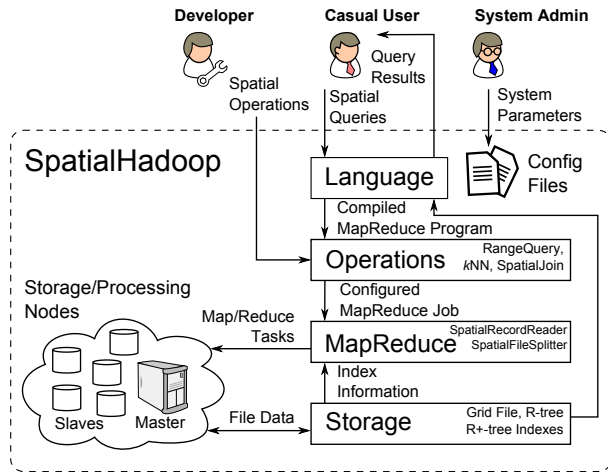 Developer
Casual User
System Admin
Query
Results
Spatial
Operations
Spatial
Queries
System
Parameters
SpatialHadoop
Language
Config
Files
Compiled
MapReduce Program
Operations
RangeQuery,
kNN, SpatialJoin
Storage/Processing
Nodes
Configured
MapReduce Job
Map/Reduce
Tasks
MapReduce
SpatialRecordReader
SpatialFileSplitter
Index
Information
Slaves
Master
File Data
Storage
Grid File, R-tree
R+-tree Indexes